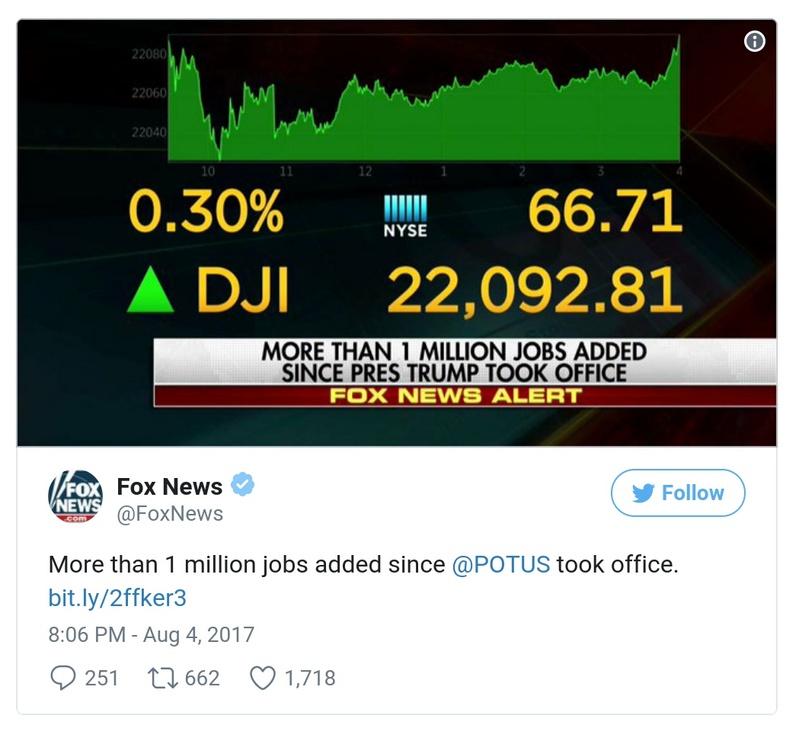 22080
22060
22040
10 11 12 1 2 3 4
0.30% NYSE 66.71
DJI 22,092.81
MORE THAN 1 MILLION JOBS ADDED
SINCE PRES TRUMP TOOK OFFICE
FOX NEWS ALERT
FOX
NEWS
.com
Fox News
@FoxNews
Follow
More than 1 million jobs added since @POTUS took office.
bit.ly/2ffker3
8:06 PM - Aug 4, 2017
251 662 1,718